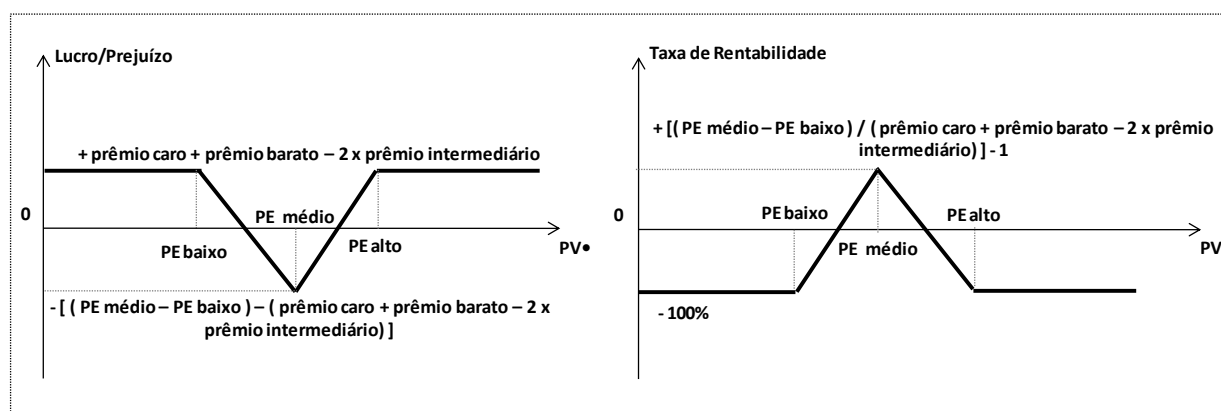 Lucro/Prejuízo
+ prêmio caro + prêmio barato – 2 x prêmio intermediário
0
PE médio
PE baixo
PE alto
PV•
- [ ( PE médio – PE baixo ) – ( prêmio caro + prêmio barato – 2 x
prêmio intermediário) ]
Taxa de Rentabilidade
+ [( PE médio – PE baixo ) / ( prêmio caro + prêmio barato – 2 x prêmio
intermediário) ] - 1
0
PE baixo
PE alto
PE médio
PV
- 100%